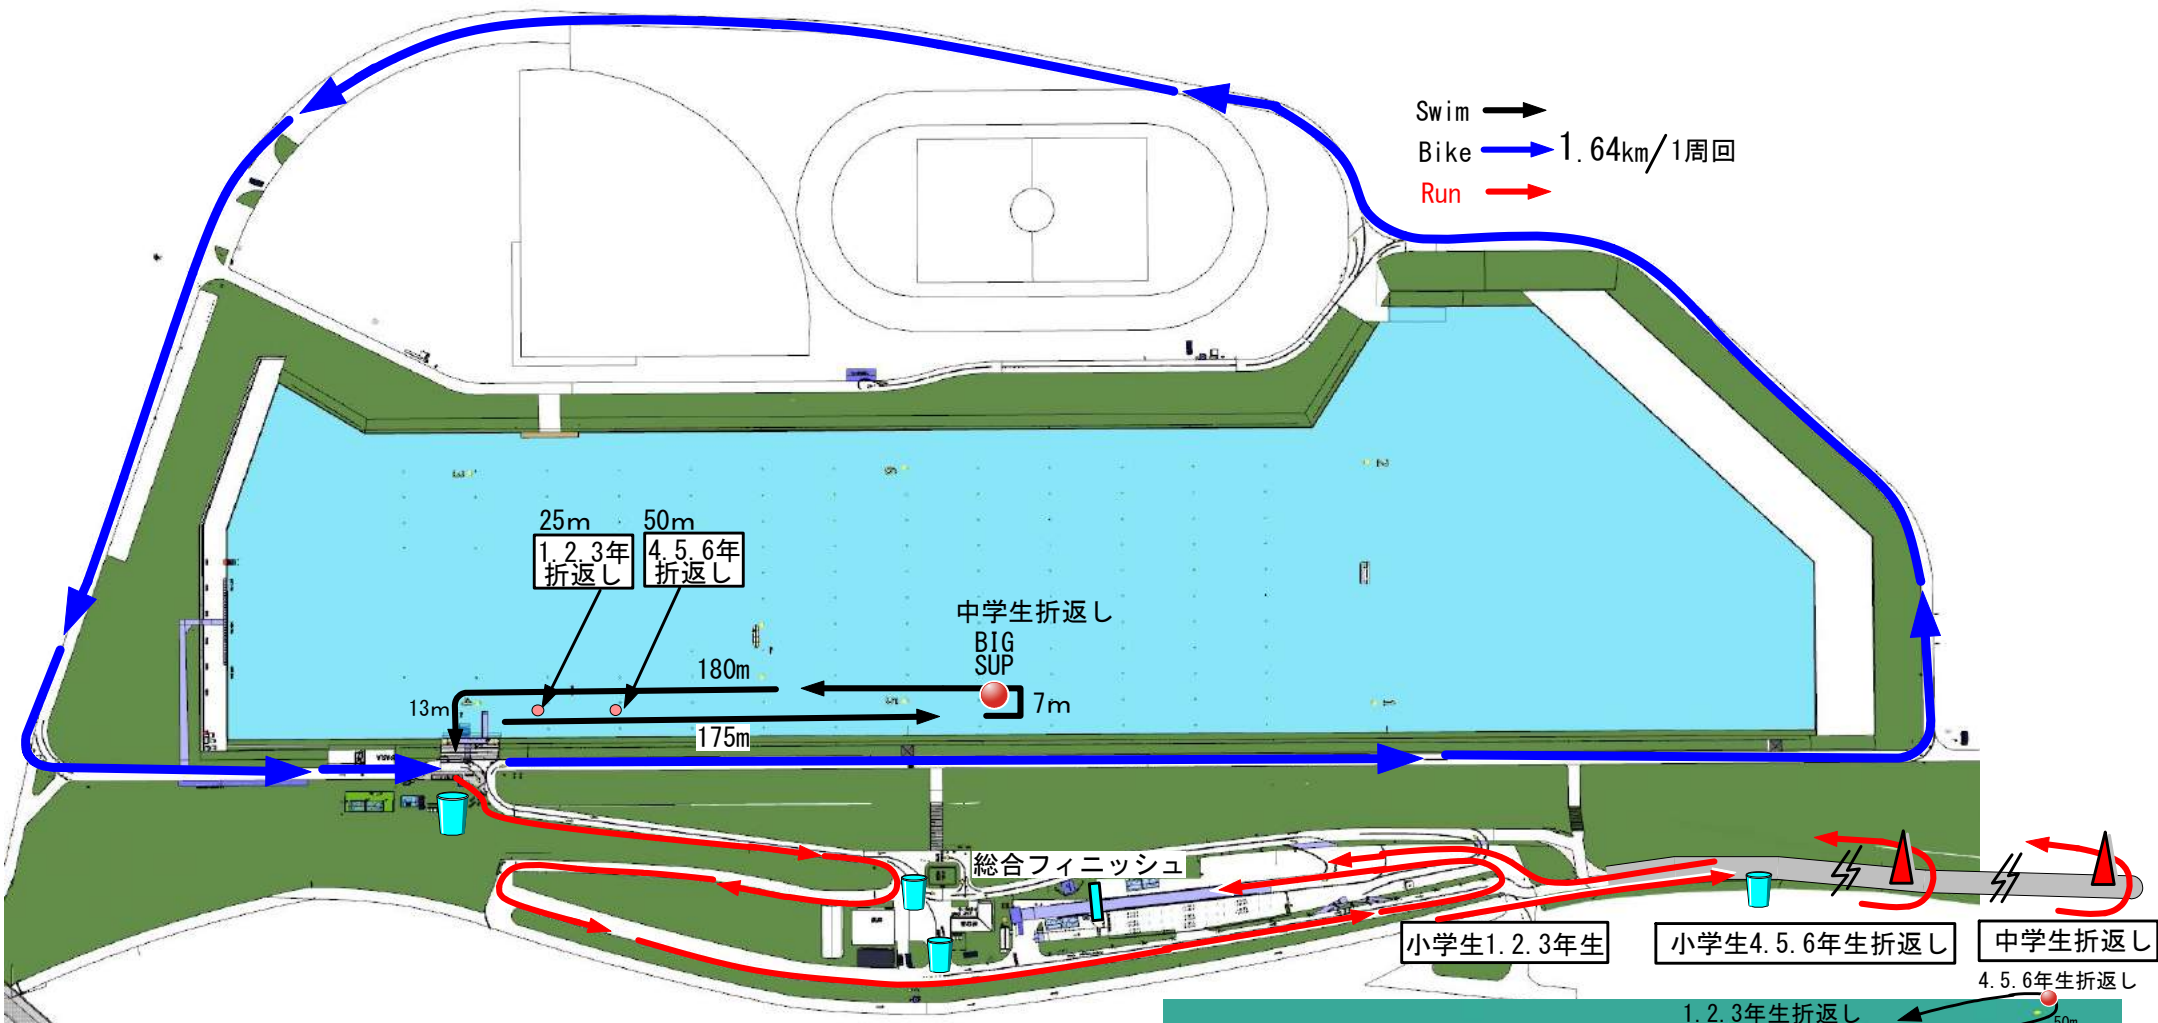 Swim
Bike 1.64km/1周回
Run
25m 50m
1.2.3年
折返し
4.5.6年
折返し
中学生折返し
BIG
SUP
180m
13m
7m
175m
総合フィニッシュ
小学生1.2.3年生
小学生4.5.6年生折返し
中学生折返し
4.5.6年生折返し
1.2.3年生折返し
50m